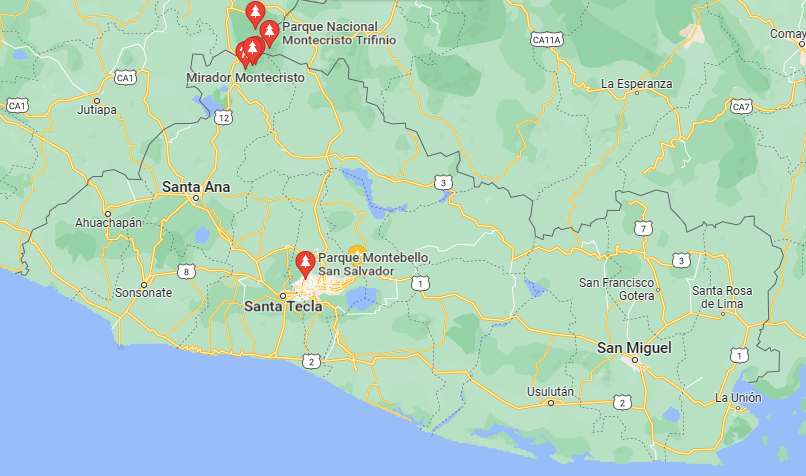 Parque Nacional
Montecristo Trifinio
CA11A
Comay
Mirador Montecristo
CA1
La Esperanza
CA1
Jutiapa
CA7
12
Santa Ana
3
Ahuachapán
7
Parque Montebello,
San Salvador
3
8
1
San Francisco
Gotera
Santa Rosa
de Lima
Sonsonate
Santa Tecla
San Miguel
2
1
Usulután
2
La Unión